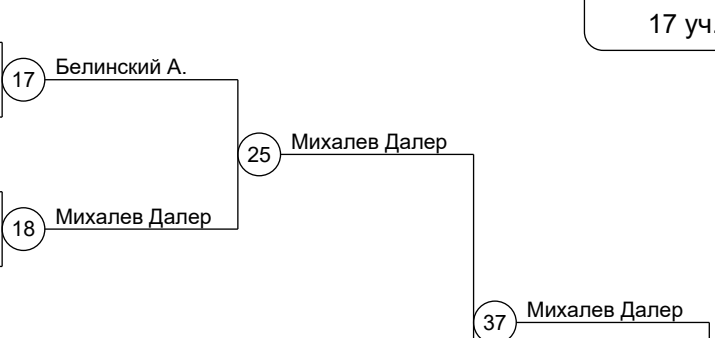 17 уч.
17 Белинский А.
25 Михалев Далер
18 Михалев Далер
37 Михалев Далер